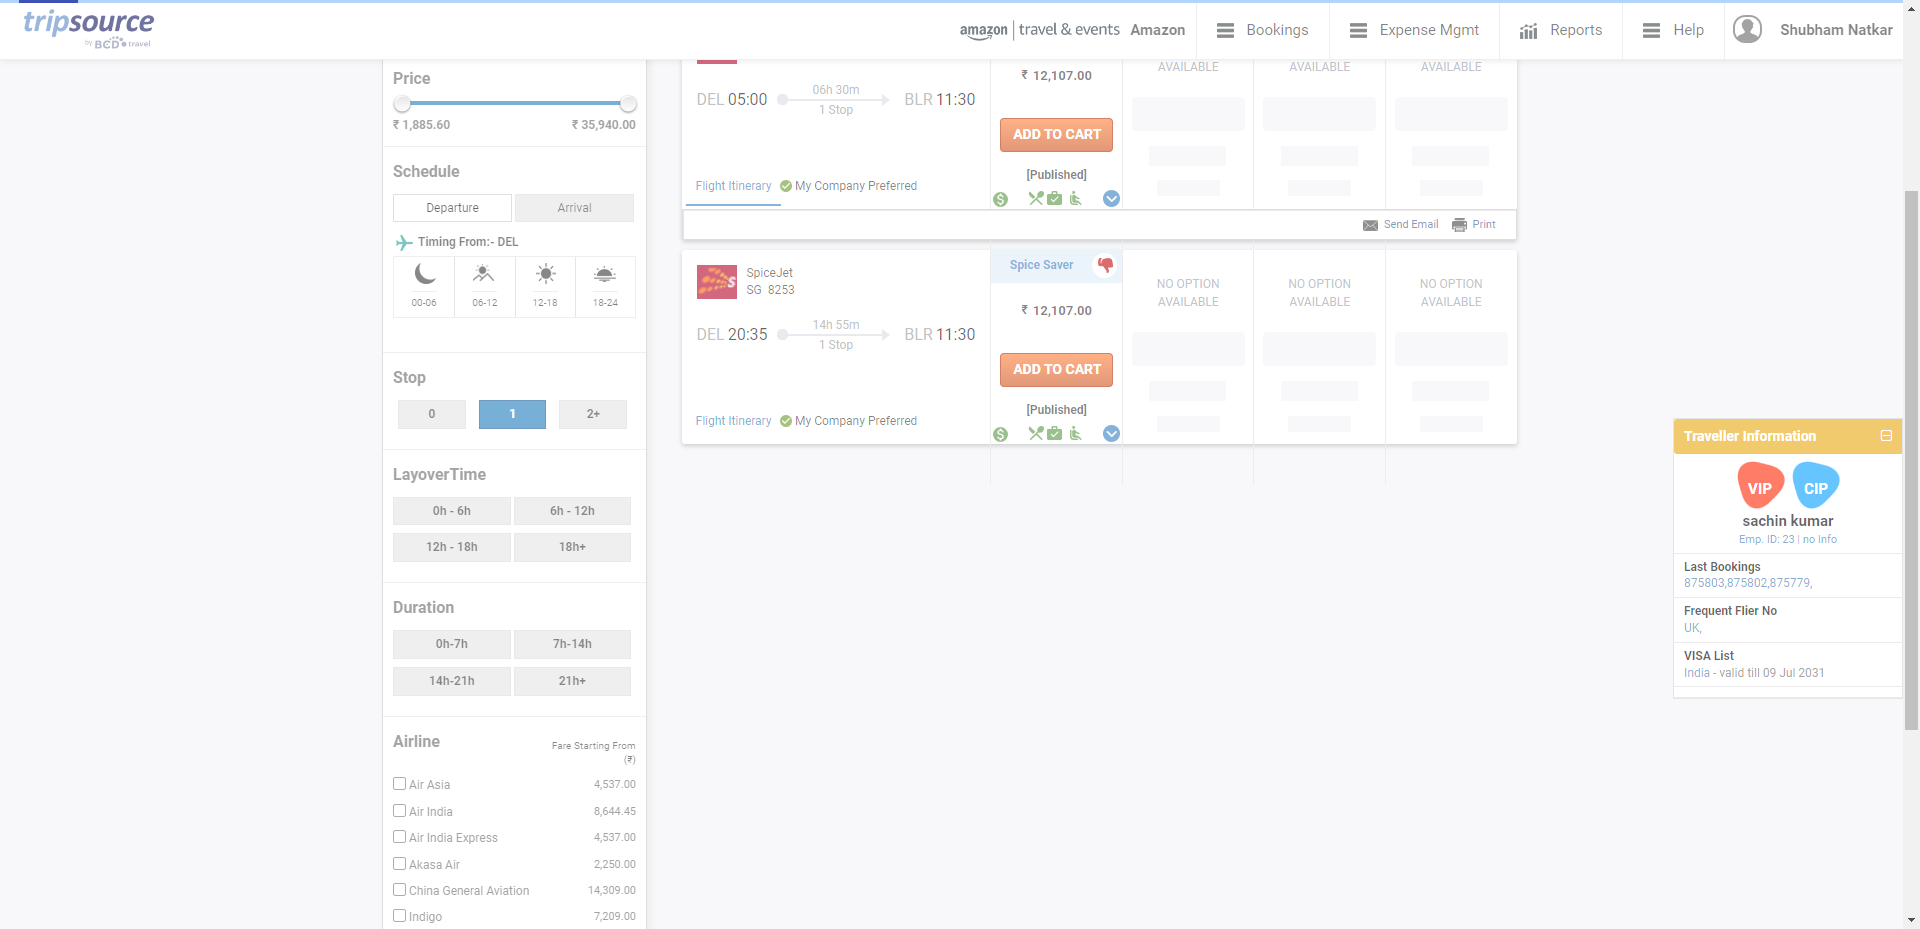 tripsource
by BCD travel
amazon | travel & events Amazon
Bookings
Expense Mgmt
Reports
Help
Shubham Natkar
Price
₹ 1,885.60 ₹ 35,940.00
Schedule
Departure Arrival
Timing From:- DEL
00-06 06-12 12-18 18-24
Stop
0 1 2+
LayoverTime
0h - 6h 6h - 12h
12h - 18h 18h+
Duration
0h-7h 7h-14h
14h-21h 21h+
Airline Fare Starting From
(₹)
Air Asia 4,537.00
Air India 8,644.45
Air India Express 4,537.00
Akasa Air 2,250.00
China General Aviation 14,309.00
Indigo 7,209.00
AVAILABLE AVAILABLE AVAILABLE
₹ 12,107.00
DEL 05:00 06h 30m BLR 11:30
1 Stop
ADD TO CART
[Published]
Flight Itinerary My Company Preferred
Send Email Print
SpiceJet
SG 8253
Spice Saver
NO OPTION NO OPTION NO OPTION
AVAILABLE AVAILABLE AVAILABLE
₹ 12,107.00
DEL 20:35 14h 55m BLR 11:30
1 Stop
ADD TO CART
[Published]
Flight Itinerary My Company Preferred
Traveller Information
VIP CIP
sachin kumar
Emp. ID: 23 | no info
Last Bookings
875803,875802,875779,
Frequent Flier No
UK,
VISA List
India - valid till 09 Jul 2031